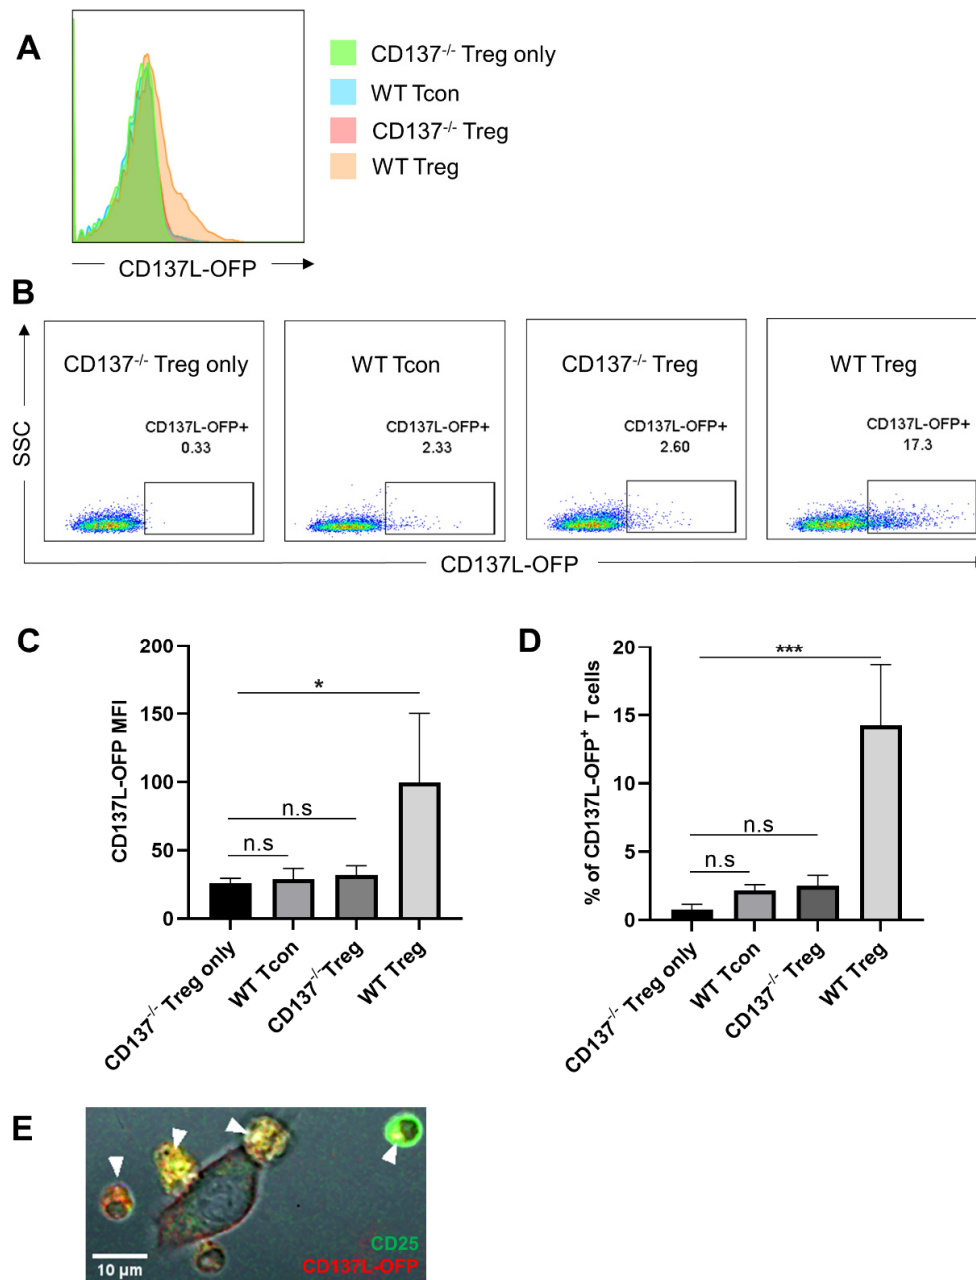 A
CD137-/- Treg only
WT Tcon
CD137-/- Treg
WT Treg
CD137L-OFP
B
SSC
CD137-/- Treg only
CD137L-OFP+
0.33
WT Tcon
CD137L-OFP+
2.33
CD137-/- Treg
CD137L-OFP+
2.60
WT Treg
CD137L-OFP+
17.3
CD137L-OFP
C
CD137L-OFP MFI
200
150
100
50
0
*
n.s
n.s
CD137-/- Treg only
WT Tcon
CD137-/-Treg
WT Treg
D
% of CD137L-OFP+ T cells
20
15
10
5
0
***
n.s
n.s
CD137-/- Treg only
WT Tcon
CD137-/- Treg
WT Treg
E
10 µm
CD25
CD137L-OFP